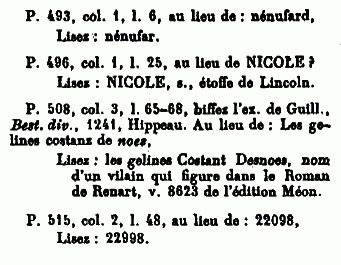 P. 493, col. 1, l. 6, au lieu de : nénufard,
Lisez : nénufar.
P. 496, col. 1, l. 25, au lieu de NICOLE ?
Lisez : NICOLE, s., étoffe de Lincoln.
P. 508, col. 3, l. 65-68, biffez l'ex. de Guill.,
Best. div., 1241, Hippeau. Au lieu de : Les ge-
lines costanz de noes,
Lisez : les gelines Costant Desnoes, nom
d'un vilain qui figure dans le Roman
de Renart, v. 8623 de l'édition Méon.
P. 515, col. 2, l. 48, au lieu de : 22098,
Lisez : 22998.